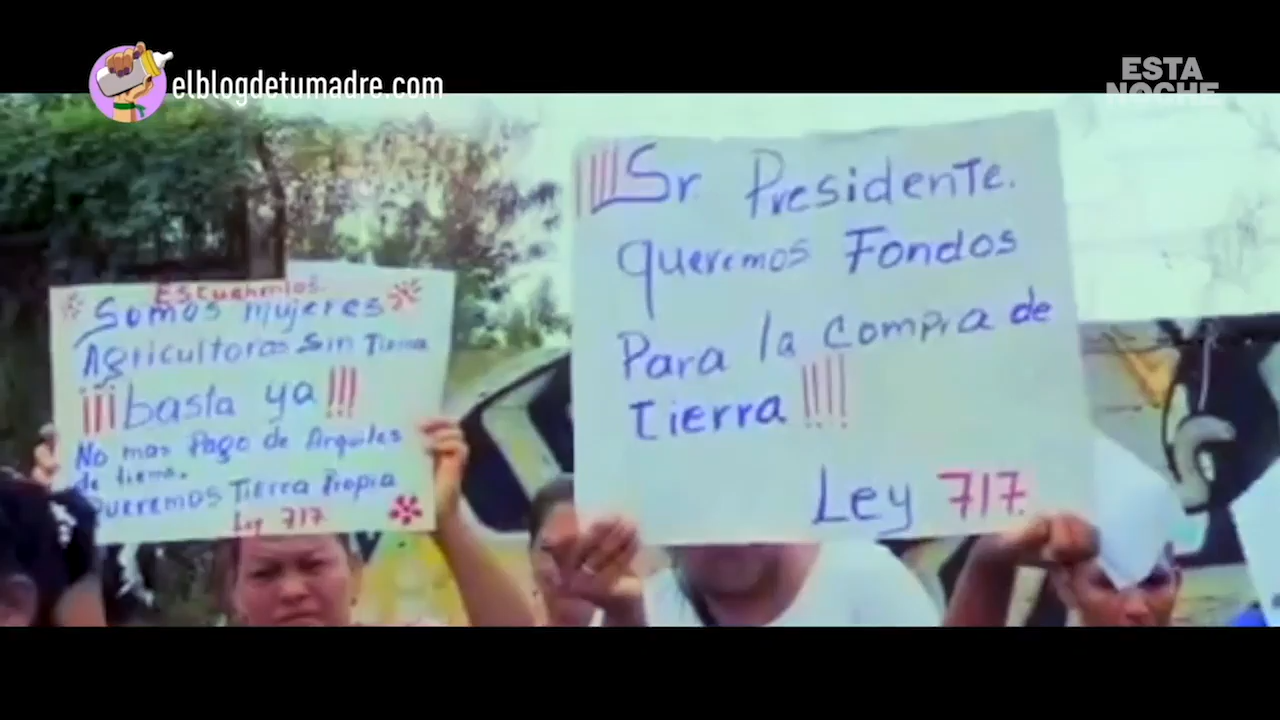 elblogdetumadre.com
ESTA
NOCHE
Escuchenlos
Somos mujeres
Agricultoras Sin Tierra
¡¡¡basta ya!!!
No mas Pago de Arquiles
de tierra.
Queremos Tierra Propia
Ley 717
¡¡¡¡Sr Presidente.
queremos Fondos
Para la compra de
Tierra!!!!
Ley 717.